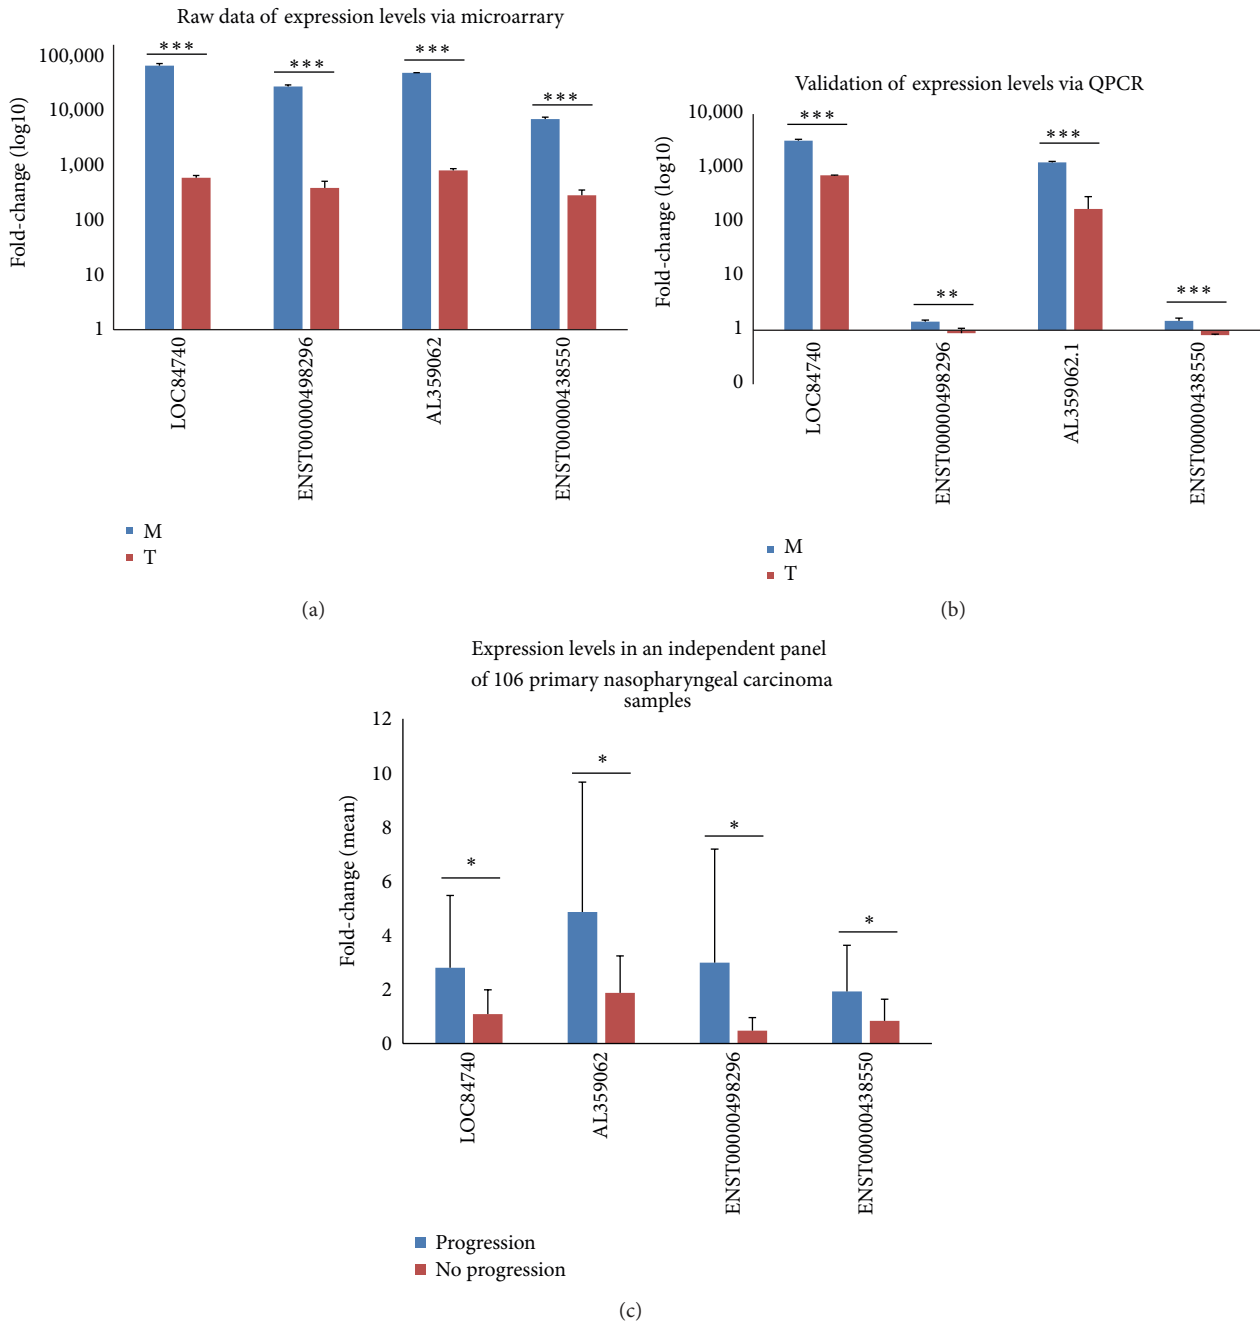 Raw data of expression levels via microarrary
Fold-change (log10)
100,000
10,000
1,000
100
10
1
***
***
***
***
LOC84740
ENST00000498296
AL359062
ENST00000438550
M
T
(a)
Validation of expression levels via QPCR
Fold-change (log10)
10,000
1,000
100
10
1
0
***
**
***
***
LOC84740
ENST00000498296
AL359062.1
ENST00000438550
M
T
(b)
Expression levels in an independent panel
of 106 primary nasopharyngeal carcinoma
samples
Fold-change (mean)
12
10
8
6
4
2
0
*
*
*
*
LOC84740
AL359062
ENST00000498296
ENST00000438550
Progression
No progression
(c)